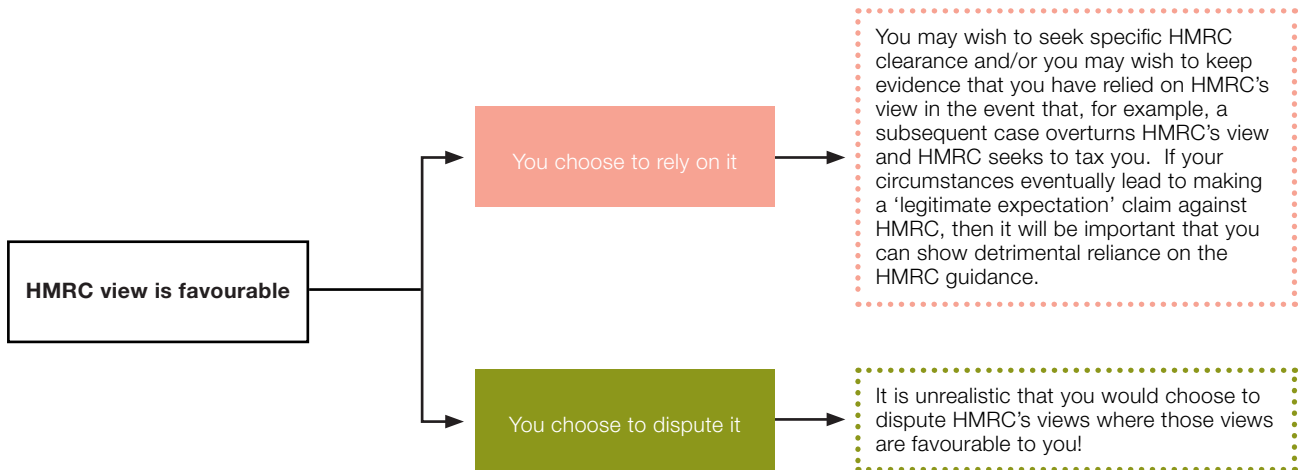 You may wish to seek specific HMRC
clearance and/or you may wish to keep
evidence that you have relied on HMRC’s
view in the event that, for example, a
subsequent case overturns HMRC’s view
and HMRC seeks to tax you.  If your
circumstances eventually lead to making
a ‘legitimate expectation’ claim against
HMRC, then it will be important that you
can show detrimental reliance on the
HMRC guidance.
You choose to rely on it
HMRC view is favourable
You choose to dispute it
It is unrealistic that you would choose to
dispute HMRC’s views where those views
are favourable to you!